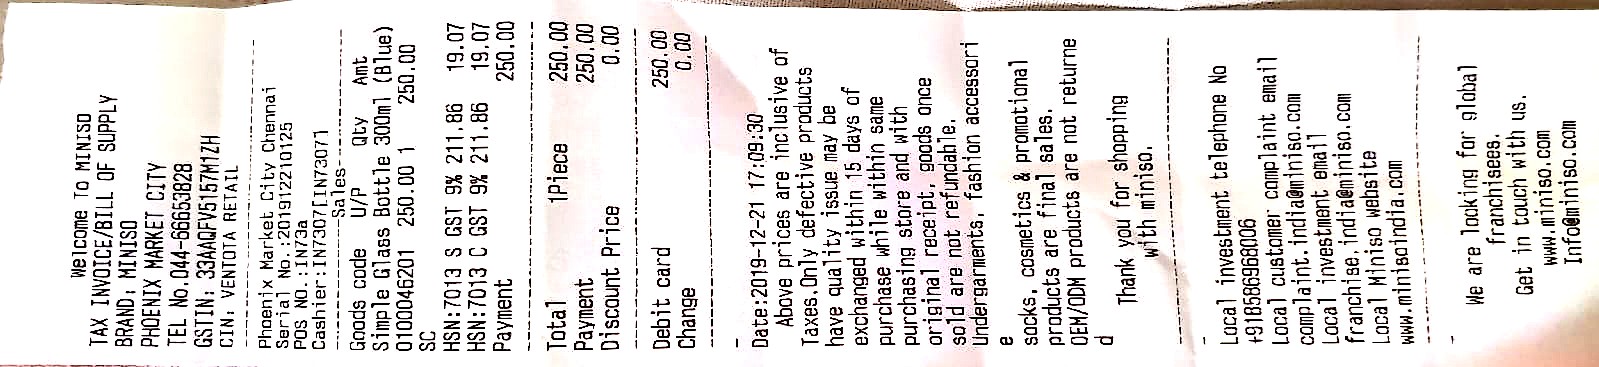 Welcome To MINISO
TAX INVOICE/BILL OF SUPPLY
BRAND: MINISO
PHOENIX MARKET CITY
TEL No.044-66653828
GSTIN: 33AAQFV5157M1ZH
CIN: VENTOTA RETAIL
Phoenix Market City Chennai
Serial No.:201912210125
POS NO.:IN73a
Cashier:IN7307[IN7307]
Sales
Goods code U/P Qty Amt
Simple Glass Bottle 300ml (Blue)
0100046201 250.00 1 250.00
SC
HSN:7013 S GST 9% 211.86 19.07
HSN:7013 C GST 9% 211.86 19.07
Payment 250.00
Total 1Piece 250.00
Payment 250.00
Discount Price 0.00
Debit card 250.00
Change 0.00
Date:2019-12-21 17:09:30
Above prices are inclusive of
Taxes.Only defective products
have quality issue may be
exchanged within 15 days of
purchase while within same
purchasing store and with
original receipt, goods once
sold are not refundable.
Undergarments, fashion accessori
e
socks, cosmetics & promotional
products are final sales.
OEM/ODM products are not returne
d
Thank you for shopping
with miniso.
Local investment telephone No
+918586968006
Local customer complaint email
complaint.india@miniso.com
Local investment email
franchise.india@miniso.com
Local Miniso website
www.minisoindia.com
We are looking for global
franchisees.
Get in touch with us.
www.miniso.com
Info@miniso.com